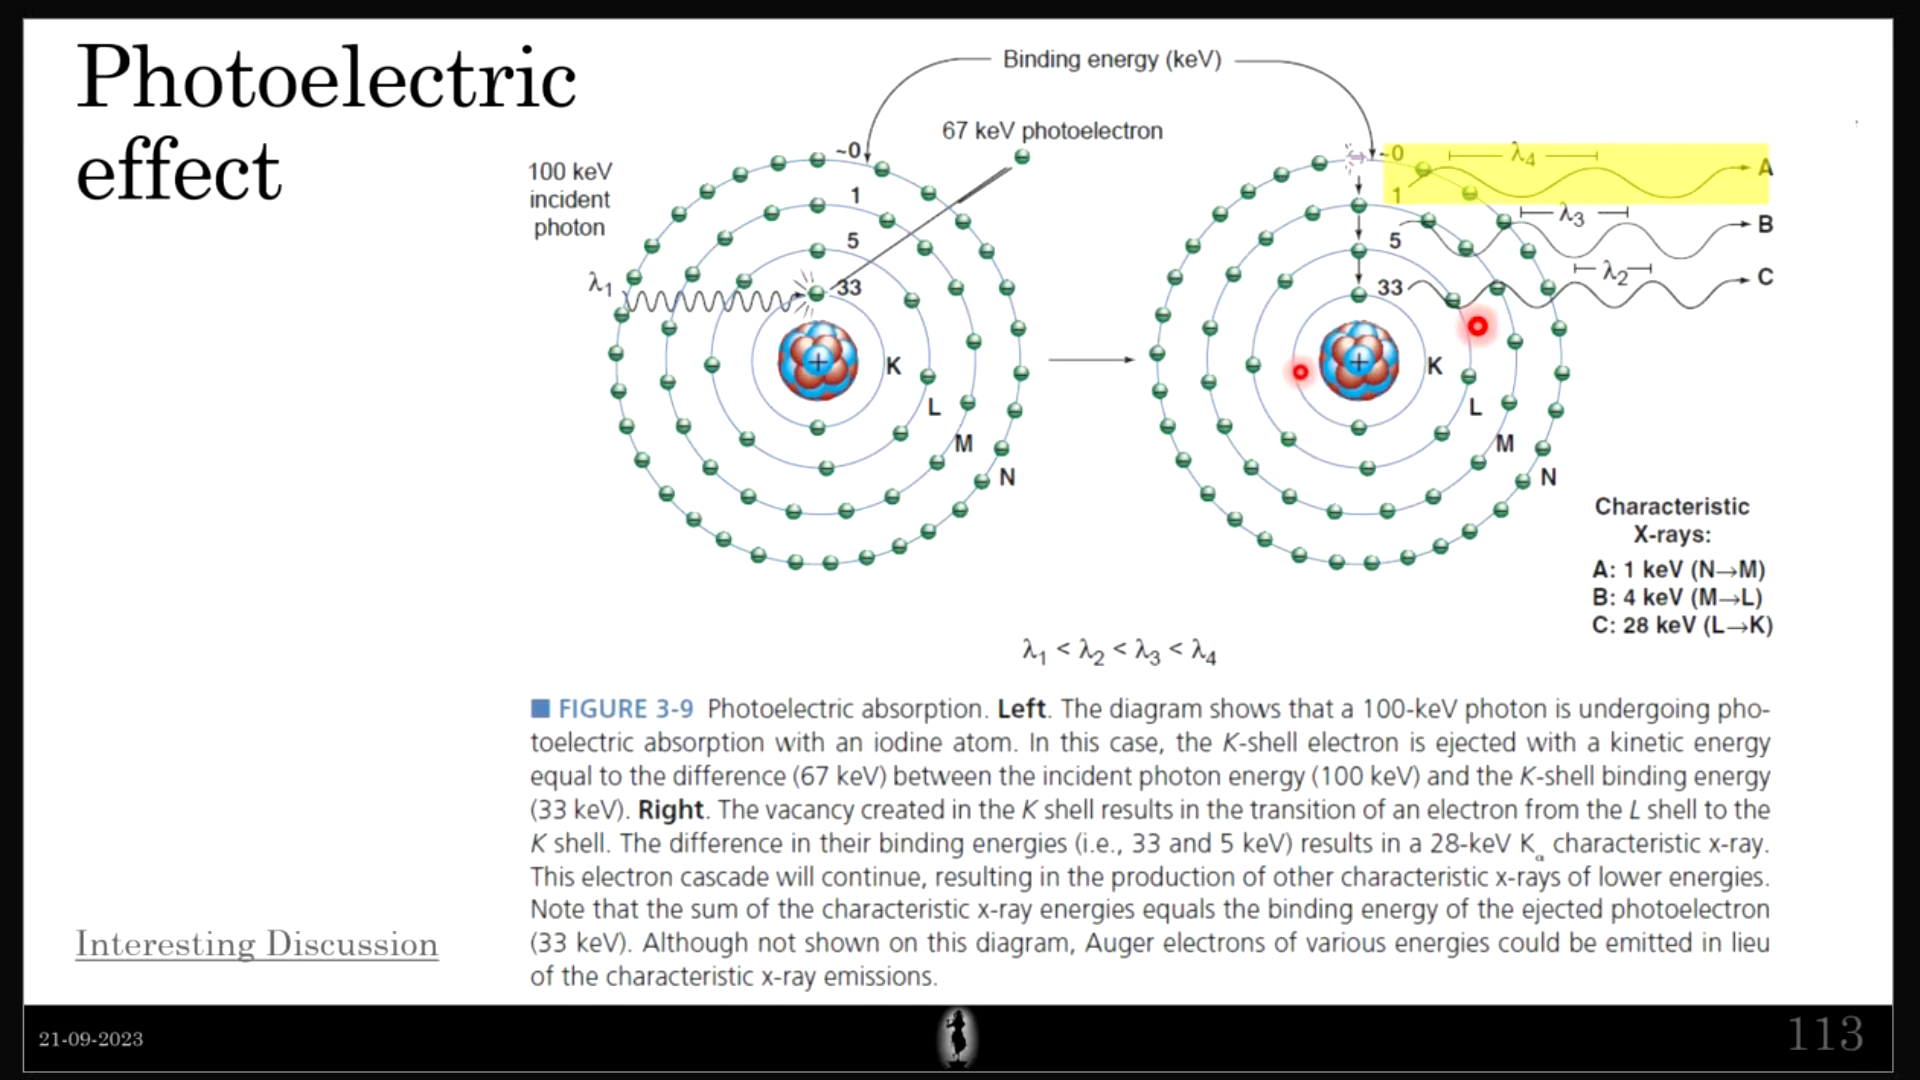 Photoelectric
effect
Binding energy (keV)
67 keV photoelectron
100 keV
incident
photon
λ1
~0
1
5
33
K
L
M
N
~0
1
5
33
λ4
A
λ3
B
λ2
C
K
L
M
N
Characteristic
X-rays:
A: 1 keV (N→M)
B: 4 keV (M→L)
C: 28 keV (L→K)
λ1 < λ2 < λ3 < λ4
■ FIGURE 3-9 Photoelectric absorption. Left. The diagram shows that a 100-keV photon is undergoing pho-
toelectric absorption with an iodine atom. In this case, the K-shell electron is ejected with a kinetic energy
equal to the difference (67 keV) between the incident photon energy (100 keV) and the K-shell binding energy
(33 keV). Right. The vacancy created in the K shell results in the transition of an electron from the L shell to the
K shell. The difference in their binding energies (i.e., 33 and 5 keV) results in a 28-keV Kα characteristic x-ray.
This electron cascade will continue, resulting in the production of other characteristic x-rays of lower energies.
Note that the sum of the characteristic x-ray energies equals the binding energy of the ejected photoelectron
(33 keV). Although not shown on this diagram, Auger electrons of various energies could be emitted in lieu
of the characteristic x-ray emissions.
Interesting Discussion
21-09-2023
113